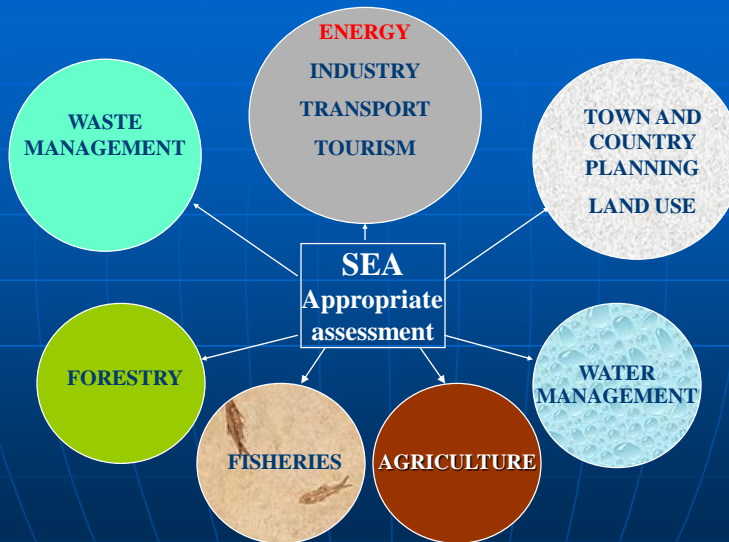 ENERGY
INDUSTRY
TRANSPORT
TOURISM
WASTE
MANAGEMENT
TOWN AND
COUNTRY
PLANNING
LAND USE
SEA
Appropriate
assessment
FORESTRY
WATER
MANAGEMENT
FISHERIES
AGRICULTURE